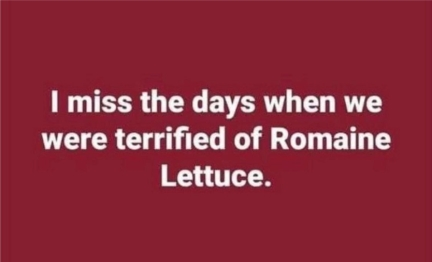 I miss the days when we
were terrified of Romaine
Lettuce.